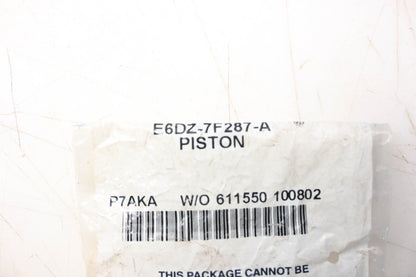 E6DZ-7F287-A
PISTON
P7AKA W/O 611550 100802
THIS PACKAGE CANNOT BE